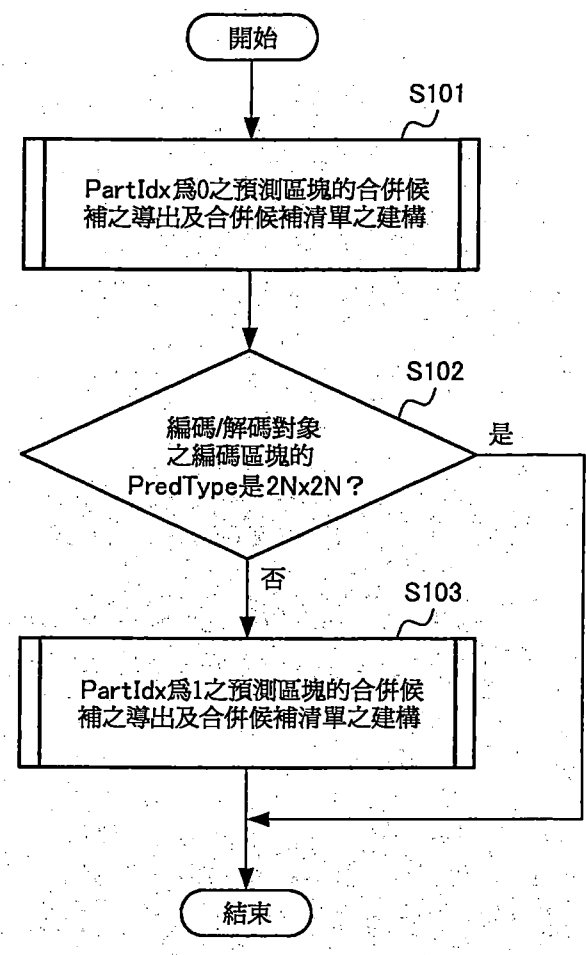 開始
S101
PartIdx爲0之預測區塊的合併候
補之導出及合併候補清單之建構
S102
編碼/解碼對象
之編碼區塊的
PredType是2Nx2N？
是
否
S103
PartIdx爲1之預測區塊的合併候
補之導出及合併候補清單之建構
結束